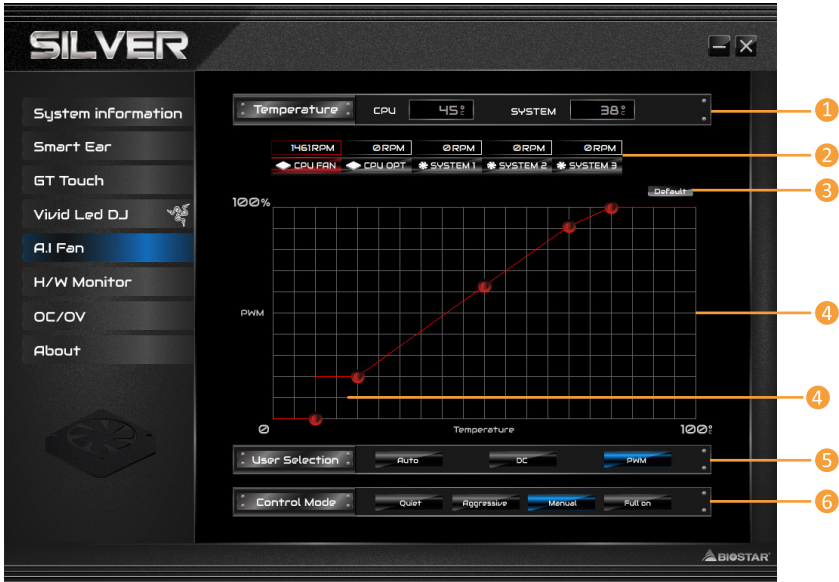 SILVER
System information
Smart Ear
GT Touch
Vivid Led DJ
A.I Fan
H/W Monitor
OC/OV
About
Temperature CPU 45°C SYSTEM 38°C
1
1461RPM 0RPM 0RPM 0RPM 0RPM
2
CPU FAN CPU OPT SYSTEM 1 SYSTEM 2 SYSTEM 3
Default
3
100%
PWM
4
4
0 Temperature 100°C
User Selection Auto DC PWM
5
Control Mode Quiet Aggressive Manual Full on
6
BIOSTAR